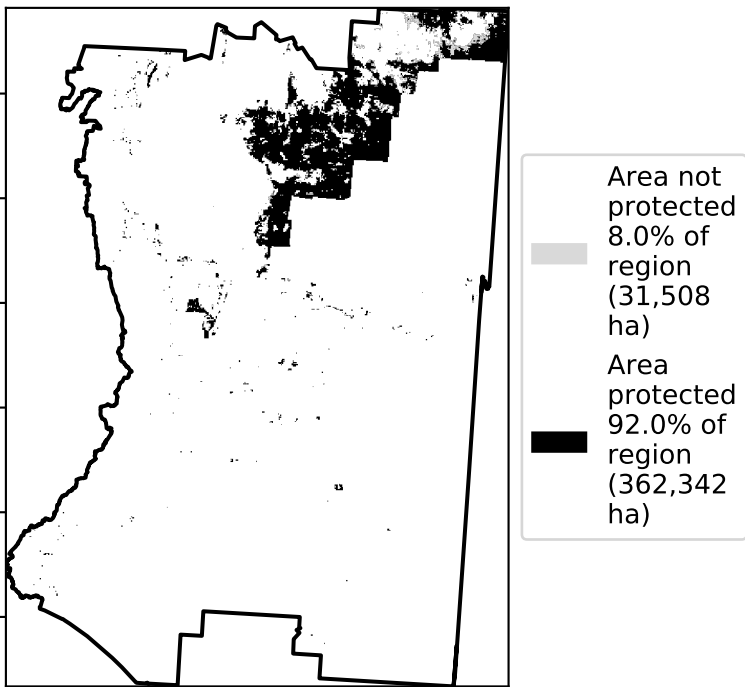 Area not
protected
8.0% of
region
(31,508
ha)
Area
protected
92.0% of
region
(362,342
ha)